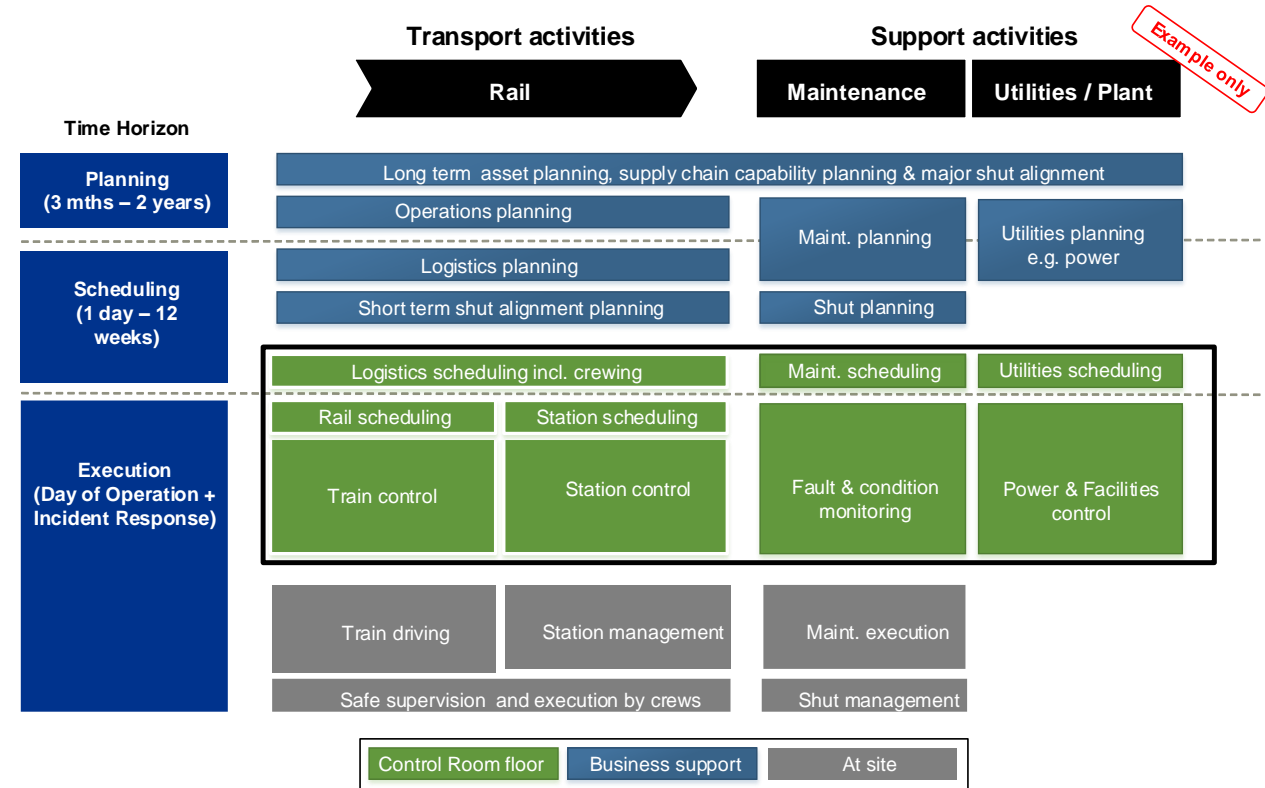 Transport activities
Support activities
Example only
Rail
Maintenance
Utilities / Plant
Time Horizon
Planning
(3 mths – 2 years)
Long term asset planning, supply chain capability planning & major shut alignment
Operations planning
Maint. planning
Utilities planning
e.g. power
Scheduling
(1 day – 12
weeks)
Logistics planning
Short term shut alignment planning
Shut planning
Logistics scheduling incl. crewing
Maint. scheduling
Utilities scheduling
Execution
(Day of Operation +
Incident Response)
Rail scheduling
Station scheduling
Train control
Station control
Fault & condition
monitoring
Power & Facilities
control
Train driving
Station management
Maint. execution
Safe supervision and execution by crews
Shut management
Control Room floor
Business support
At site